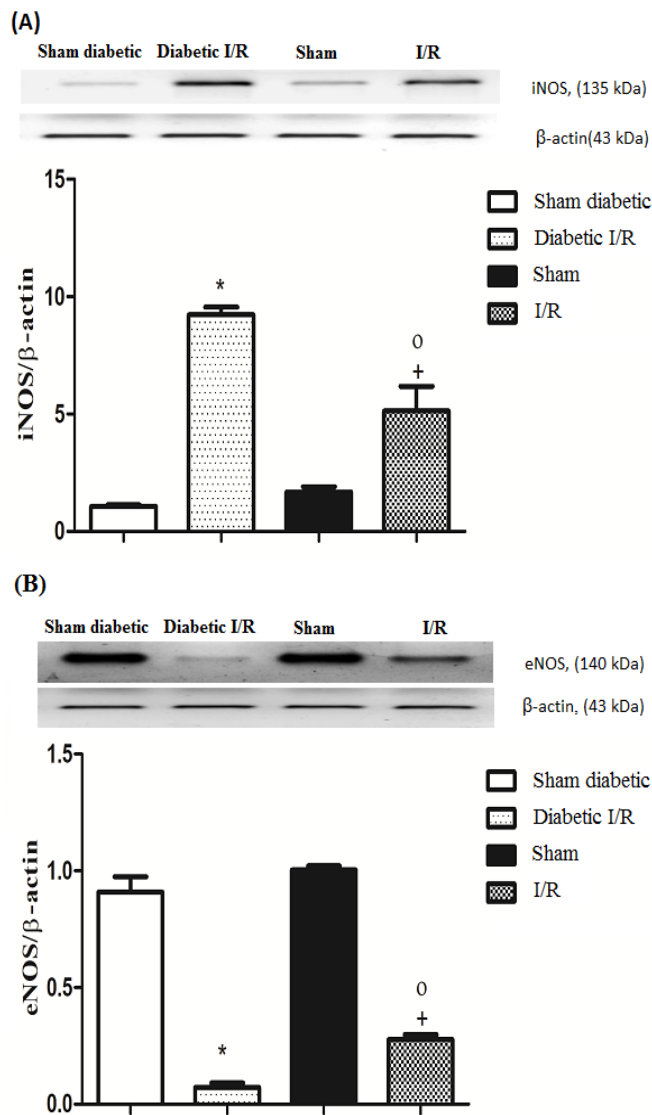 (A)
Sham diabetic Diabetic I/R Sham I/R
iNOS, (135 kDa)
β-actin(43 kDa)
15
10
5
0
iNOS/β-actin
*
o
+
Sham diabetic
Diabetic I/R
Sham
I/R
(B)
Sham diabetic Diabetic I/R Sham I/R
eNOS, (140 kDa)
β-actin, (43 kDa)
1.5
1.0
0.5
0.0
eNOS/β-actin
*
o
+
Sham diabetic
Diabetic I/R
Sham
I/R